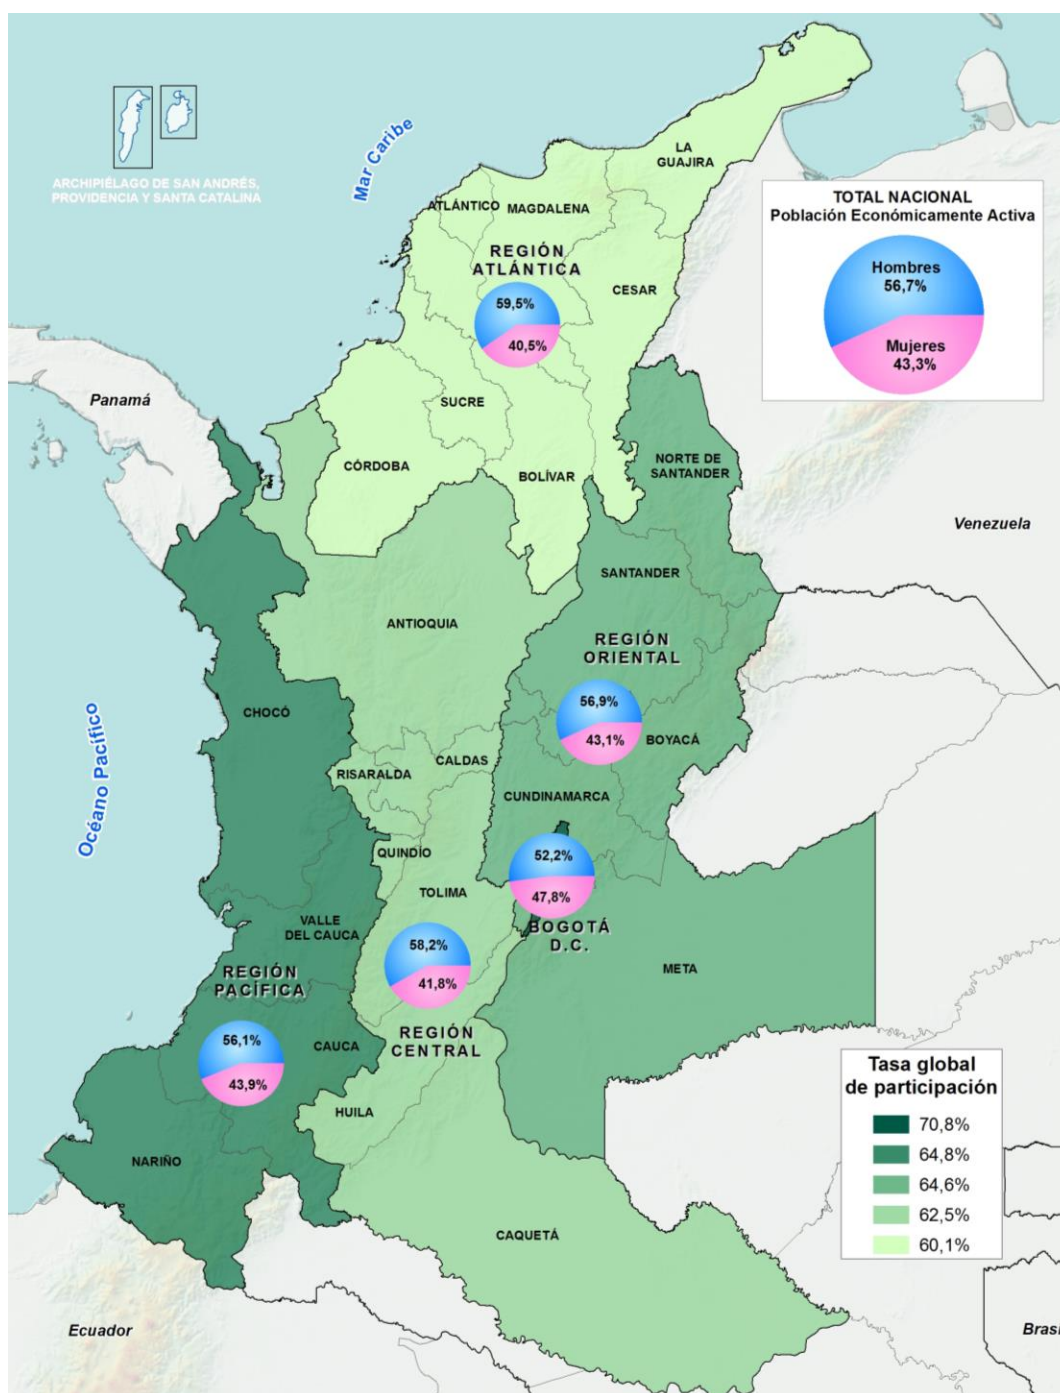 ARCHIPIÉLAGO DE SAN ANDRÉS,
PROVIDENCIA Y SANTA CATALINA
Mar Caribe
LA
GUAJIRA
ATLÁNTICO
MAGDALENA
REGIÓN
ATLÁNTICA
CESAR
59,5%
40,5%
TOTAL NACIONAL
Población Económicamente Activa
Hombres
56,7%
Mujeres
43,3%
Panamá
SUCRE
CÓRDOBA
BOLÍVAR
NORTE DE
SANTANDER
Venezuela
SANTANDER
ANTIOQUIA
REGIÓN
ORIENTAL
56,9%
43,1%
BOYACÁ
CHOCÓ
Océano Pacífico
CALDAS
RISARALDA
CUNDINAMARCA
QUINDÍO
52,2%
47,8%
TOLIMA
BOGOTÁ
D.C.
VALLE
DEL CAUCA
58,2%
41,8%
META
REGIÓN
PACÍFICA
REGIÓN
CENTRAL
56,1%
43,9%
CAUCA
HUILA
NARIÑO
CAQUETÁ
Tasa global
de participación
70,8%
64,8%
64,6%
62,5%
60,1%
Ecuador
Brasi